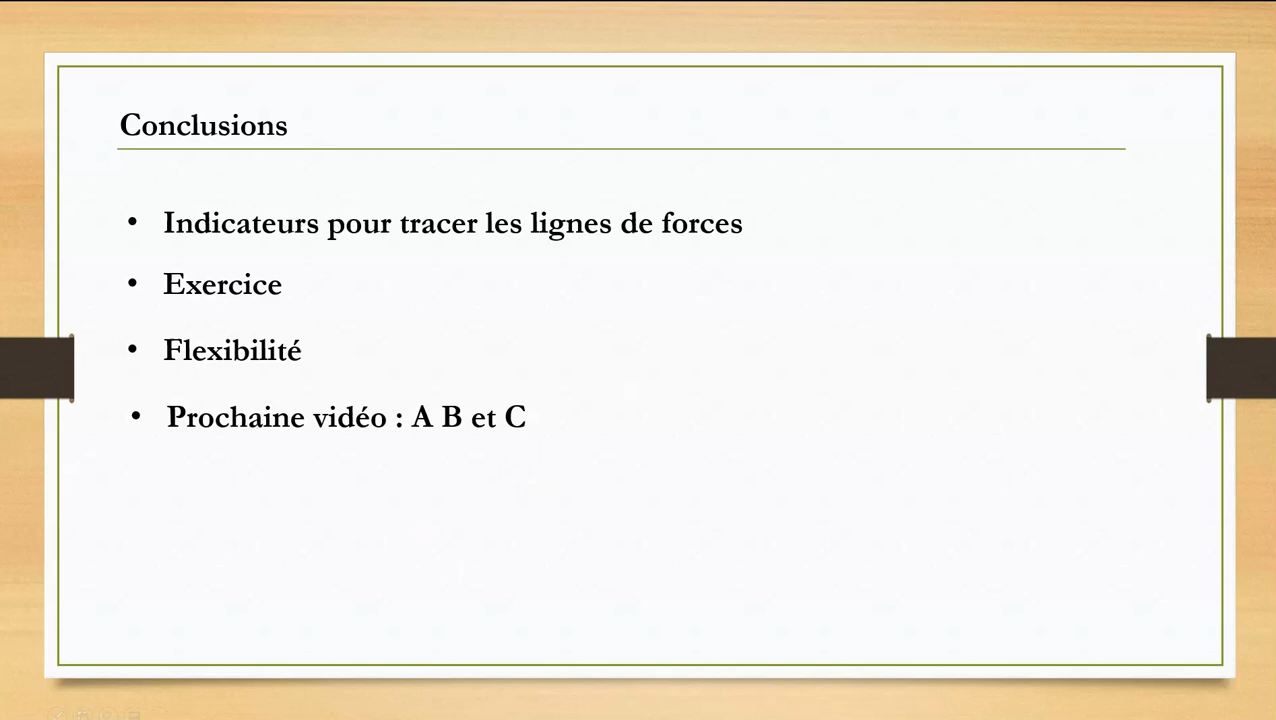 Conclusions
• Indicateurs pour tracer les lignes de forces
• Exercice
• Flexibilité
• Prochaine vidéo : A B et C